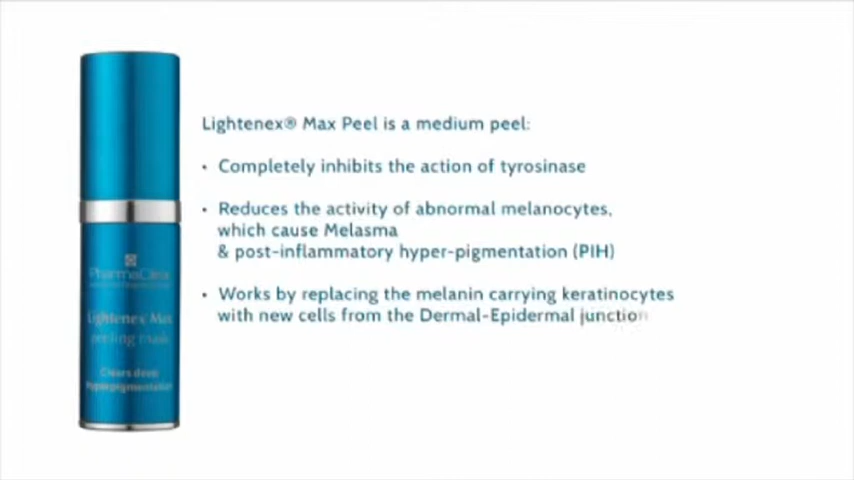 Lightenex® Max Peel is a medium peel:
• Completely inhibits the action of tyrosinase
• Reduces the activity of abnormal melanocytes,
which cause Melasma
& post-inflammatory hyper-pigmentation (PIH)
• Works by replacing the melanin carrying keratinocytes
with new cells from the Dermal-Epidermal junction
PharmaClinix
Lightenex Max
peeling mask
Clears deep
hyperpigmentation